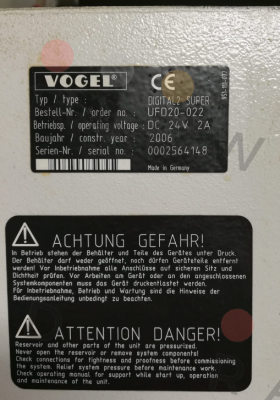 VOGEL® CE
Typ / type : DIGITAL2 SUPER
Bestell-Nr / order no. : UFD20-022
Betriebsp. / operating voltage : DC 24V 2A
Baujahr / constr. year : 2006
Serien-Nr / serial no. : 0002564148
Made in Germany
ACHTUNG GEFAHR!
In Betrieb stehen der Behälter und Teile des Gerätes unter Druck.
Der Behälter darf weder geöffnet, noch dürfen Geräteteile entfernt
werden! Vor Inbetriebnahme alle Anschlüsse auf sicheren Sitz und
Dichtheit prüfen. Vor Arbeiten am Gerät oder an den angeschlossenen
Systemkomponenten muss das Gerät druckentlastet werden.
Für Inbetriebnahme, Betrieb und Wartung sind die Hinweise der
Bedienungsanleitung unbedingt zu beachten!
ATTENTION DANGER!
Reservoir and other parts of the unit are pressurized.
Never open the reservoir or remove system components!
Check connections for tightness and proofness before commissioning
the system. Relief system pressure before maintenance work.
Check operating manual for support while start up, operation
and maintenance of the unit.